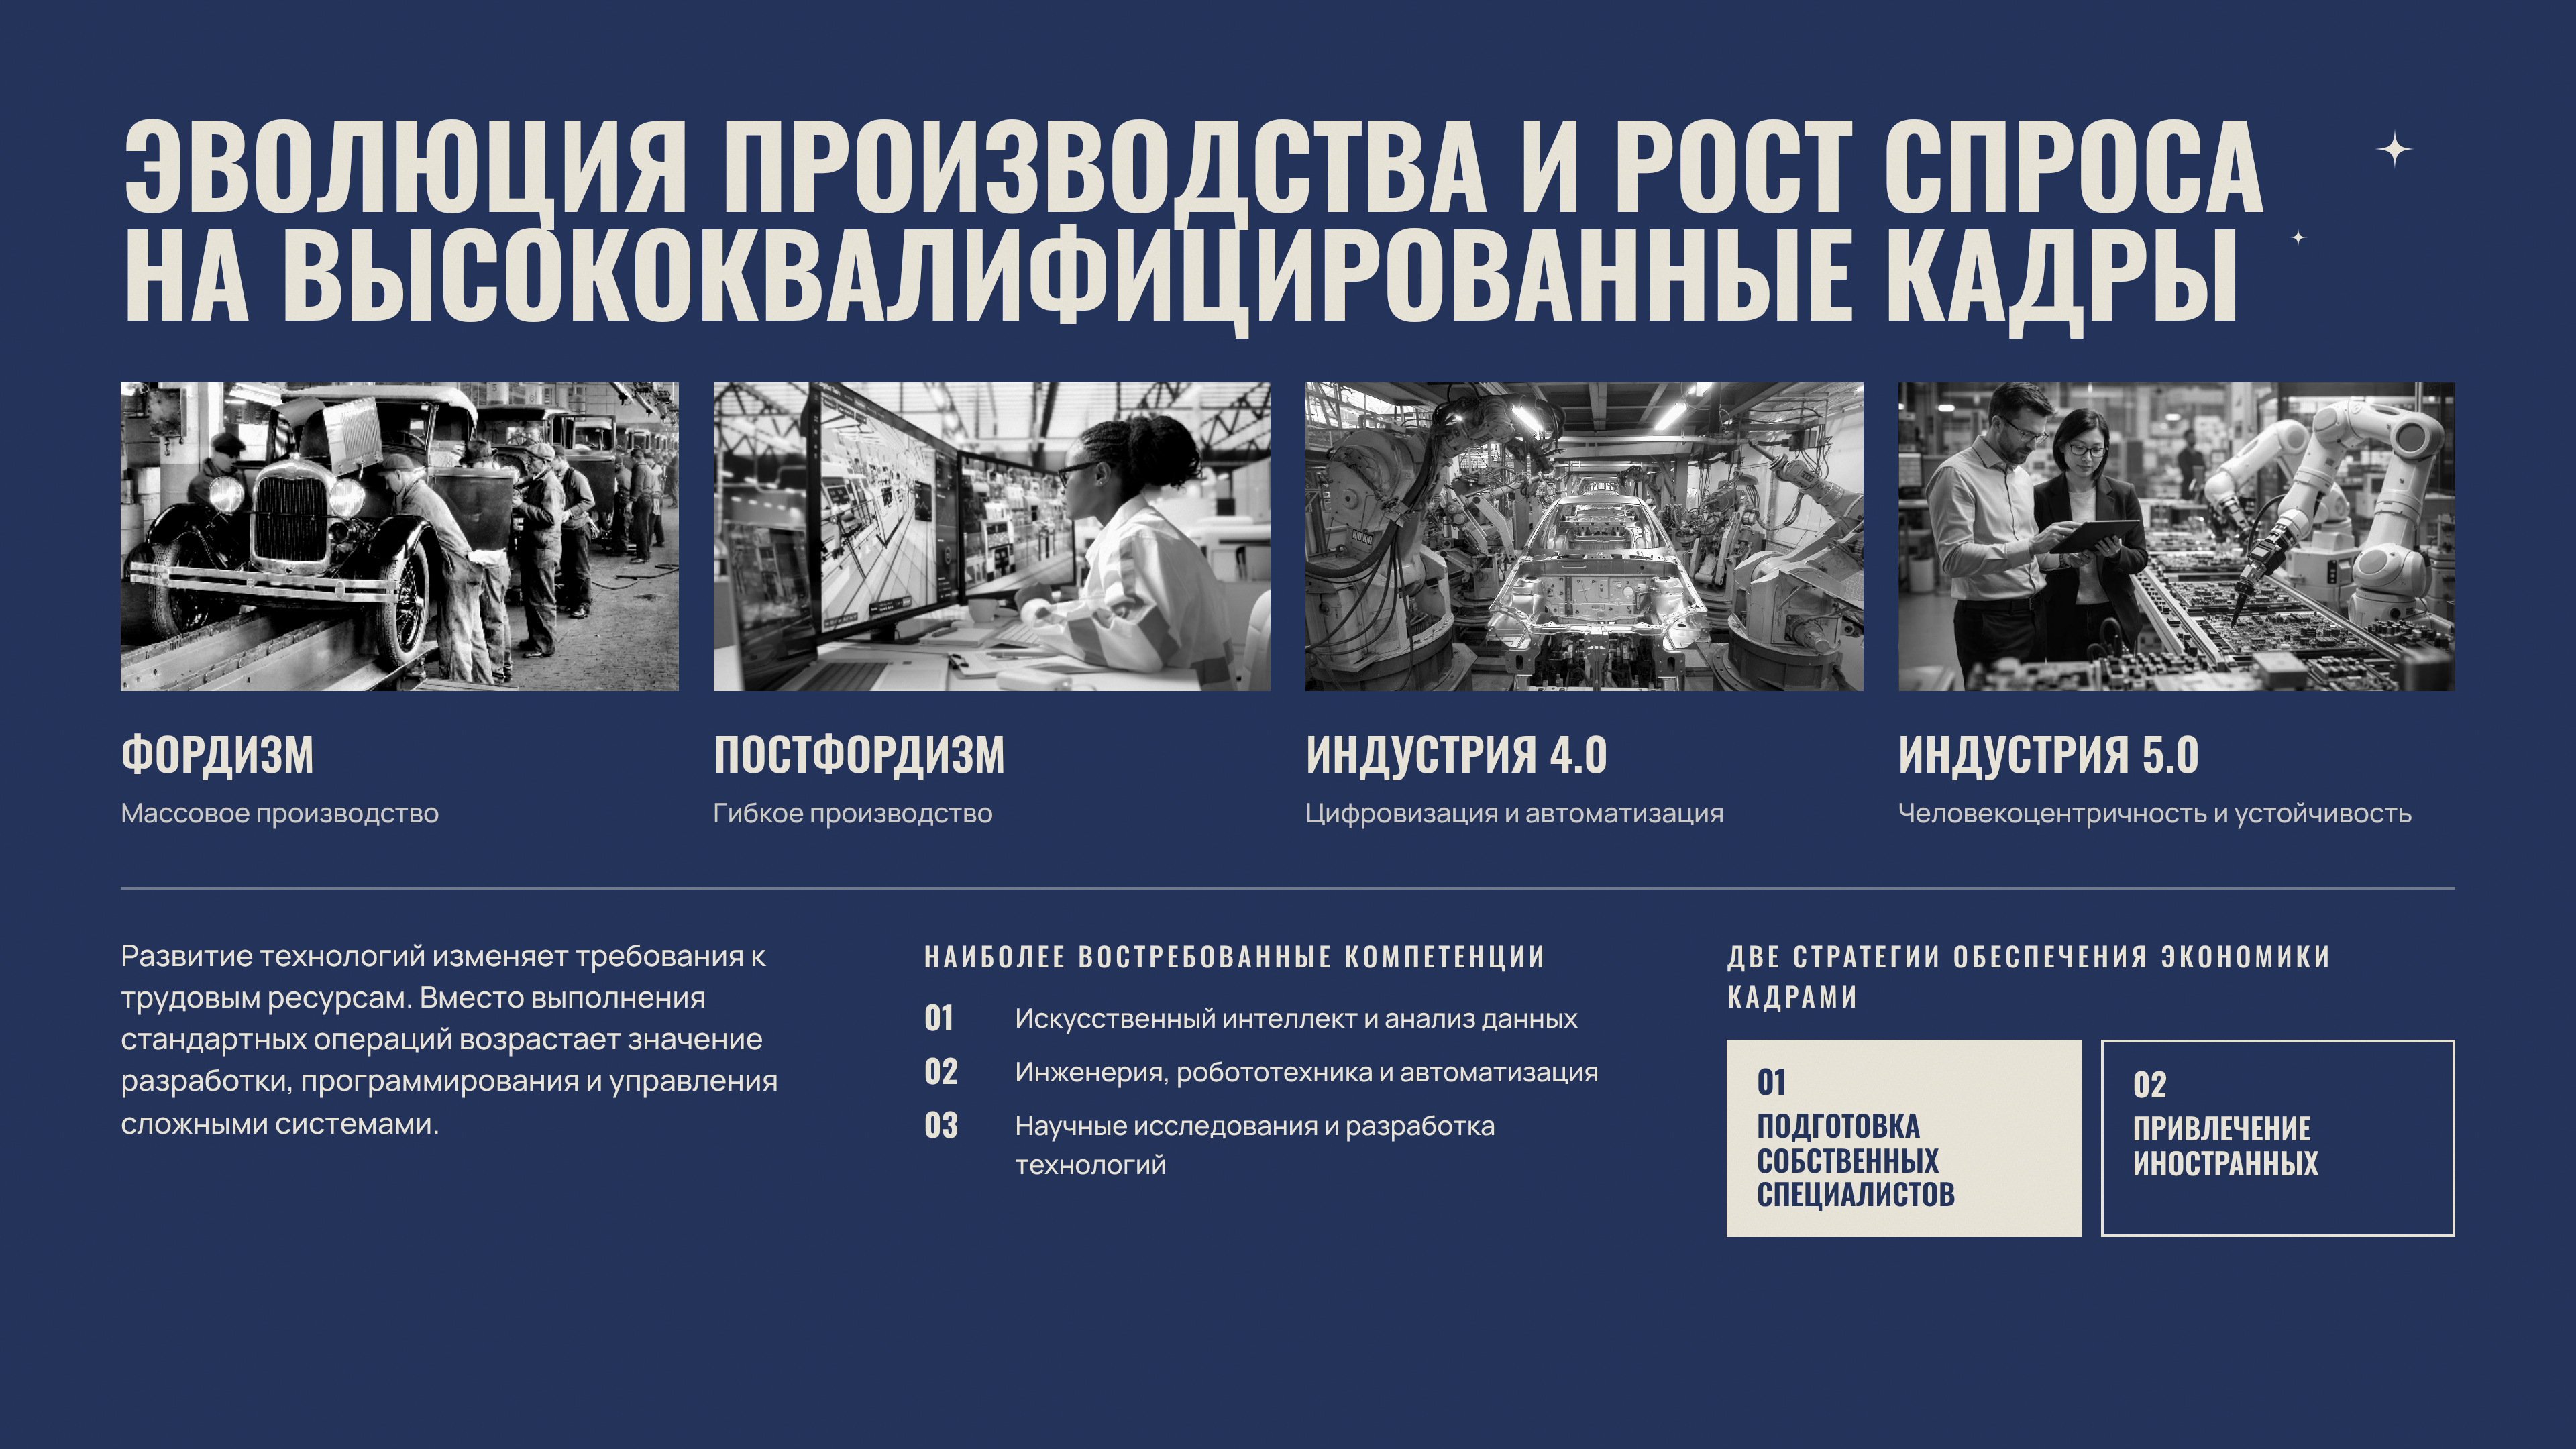 ЭВОЛЮЦИЯ ПРОИЗВОДСТВА И РОСТ СПРОСА
НА ВЫСОКОКВАЛИФИЦИРОВАННЫЕ КАДРЫ
KUKA
ФОРДИЗМ
Массовое производство
ПОСТФОРДИЗМ
Гибкое производство
ИНДУСТРИЯ 4.0
Цифровизация и автоматизация
ИНДУСТРИЯ 5.0
Человекоцентричность и устойчивость
Развитие технологий изменяет требования к
трудовым ресурсам. Вместо выполнения
стандартных операций возрастает значение
разработки, программирования и управления
сложными системами.
НАИБОЛЕЕ ВОСТРЕБОВАННЫЕ КОМПЕТЕНЦИИ
01 Искусственный интеллект и анализ данных
02 Инженерия, робототехника и автоматизация
03 Научные исследования и разработка
технологий
ДВЕ СТРАТЕГИИ ОБЕСПЕЧЕНИЯ ЭКОНОМИКИ
КАДРАМИ
01
ПОДГОТОВКА
СОБСТВЕННЫХ
СПЕЦИАЛИСТОВ
02
ПРИВЛЕЧЕНИЕ
ИНОСТРАННЫХ